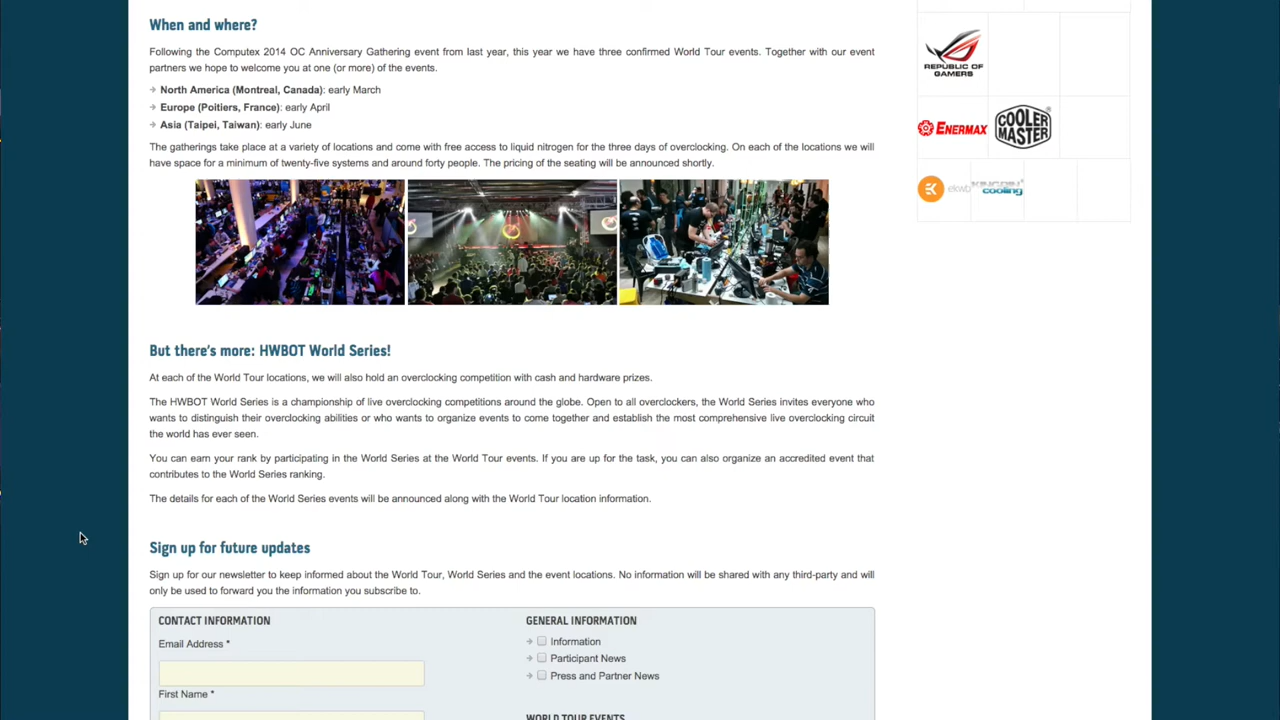 When and where?
Following the Computex 2014 OC Anniversary Gathering event from last year, this year we have three confirmed World Tour events. Together with our event
partners we hope to welcome you at one (or more) of the events.
North America (Montreal, Canada): early March
Europe (Poitiers, France): early April
Asia (Taipei, Taiwan): early June
The gatherings take place at a variety of locations and come with free access to liquid nitrogen for the three days of overclocking. On each of the locations we will
have space for a minimum of twenty-five systems and around forty people. The pricing of the seating will be announced shortly.
But there's more: HWBOT World Series!
At each of the World Tour locations, we will also hold an overclocking competition with cash and hardware prizes.
The HWBOT World Series is a championship of live overclocking competitions around the globe. Open to all overclockers, the World Series invites everyone who
wants to distinguish their overclocking abilities or who wants to organize events to come together and establish the most comprehensive live overclocking circuit
the world has ever seen.
You can earn your rank by participating in the World Series at the World Tour events. If you are up for the task, you can also organize an accredited event that
contributes to the World Series ranking.
The details for each of the World Series events will be announced along with the World Tour location information.
Sign up for future updates
Sign up for our newsletter to keep informed about the World Tour, World Series and the event locations. No information will be shared with any third-party and will
only be used to forward you the information you subscribe to.
CONTACT INFORMATION
Email Address *
First Name *
GENERAL INFORMATION
Information
Participant News
Press and Partner News
WORLD TOUR EVENTS
REPUBLIC OF
GAMERS
ENERMAX
COOLER
MASTER
ekwb
KINGPIN
cooling